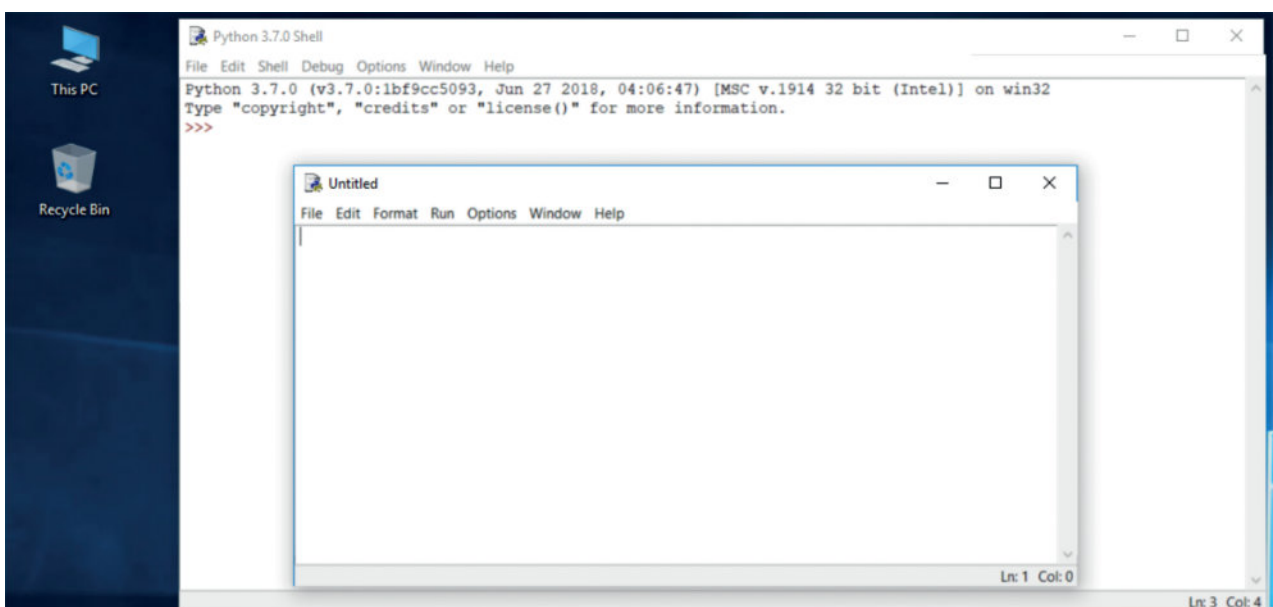 This PC
Recycle Bin
Python 3.7.0 Shell
File Edit Shell Debug Options Window Help
Python 3.7.0 (v3.7.0:1bf9cc5093, Jun 27 2018, 04:06:47) [MSC v.1914 32 bit (Intel)] on win32
Type "copyright", "credits" or "license()" for more information.
>>>
Untitled
File Edit Format Run Options Window Help
Ln: 1 Col: 0
Ln: 3 Col: 4